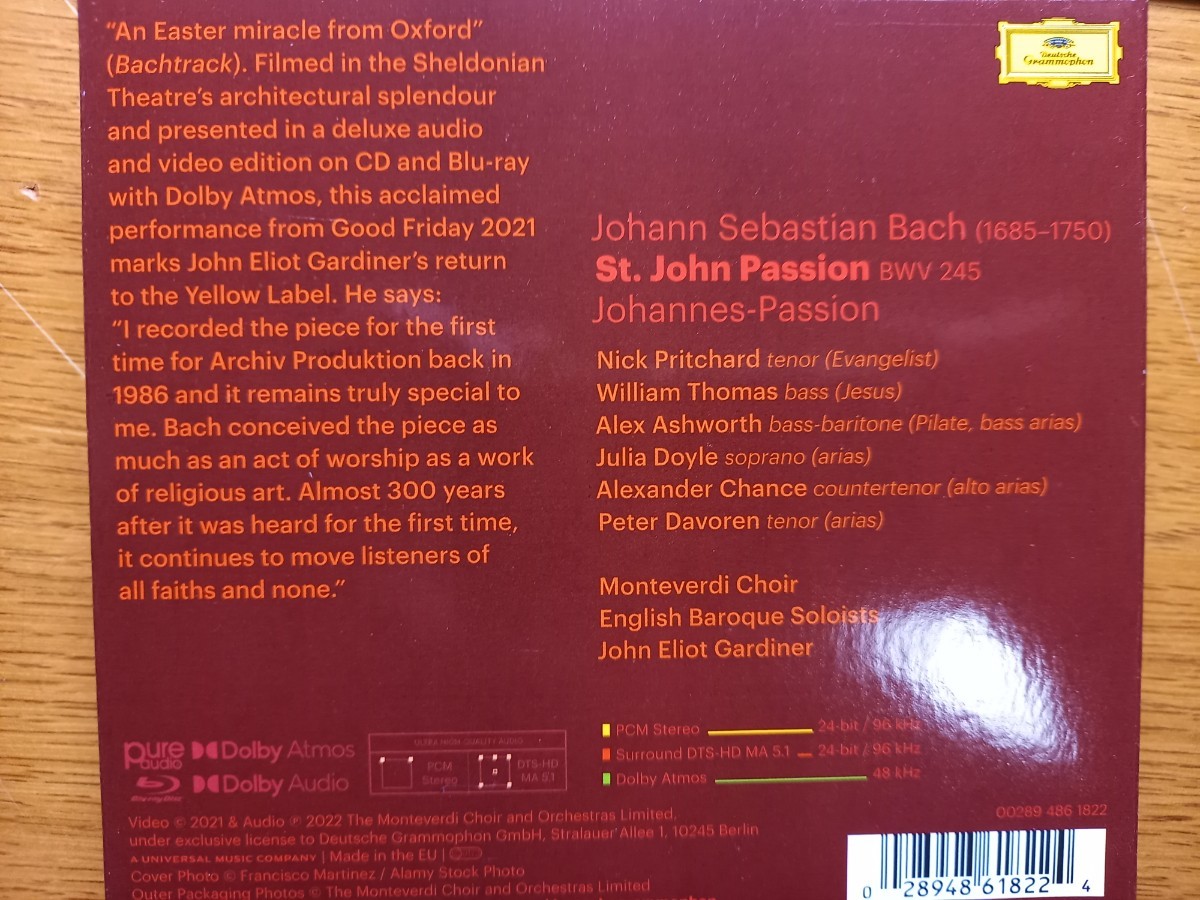 “An Easter miracle from Oxford”
(Bachtrack). Filmed in the Sheldonian
Theatre’s architectural splendour
and presented in a deluxe audio
and video edition on CD and Blu-ray
with Dolby Atmos, this acclaimed
performance from Good Friday 2021
marks John Eliot Gardiner’s return
to the Yellow Label. He says:
“I recorded the piece for the first
time for Archiv Produktion back in
1986 and it remains truly special to
me. Bach conceived the piece as
much as an act of worship as a work
of religious art. Almost 300 years
after it was heard for the first time,
it continues to move listeners of
all faiths and none.”
Deutsche
Grammophon
Johann Sebastian Bach (1685–1750)
St. John Passion BWV 245
Johannes-Passion
Nick Pritchard tenor (Evangelist)
William Thomas bass (Jesus)
Alex Ashworth bass-baritone (Pilate, bass arias)
Julia Doyle soprano (arias)
Alexander Chance countertenor (alto arias)
Peter Davoren tenor (arias)
Monteverdi Choir
English Baroque Soloists
John Eliot Gardiner
pure audio
Blu-ray Disc
Dolby Atmos
Dolby Audio
ULTRA HIGH QUALITY AUDIO
PCM Stereo
DTS-HD MA 5.1
PCM Stereo 24-bit / 96 kHz
Surround DTS-HD MA 5.1 24-bit / 96 kHz
Dolby Atmos 48 kHz
Video © 2021 & Audio ℗ 2022 The Monteverdi Choir and Orchestras Limited,
under exclusive license to Deutsche Grammophon GmbH, Stralauer Allee 1, 10245 Berlin
A UNIVERSAL MUSIC COMPANY | Made in the EU |
Cover Photo © Francisco Martinez / Alamy Stock Photo
Outer Packaging Photos © The Monteverdi Choir and Orchestras Limited
00289 486 1822
0 28948 61822 4